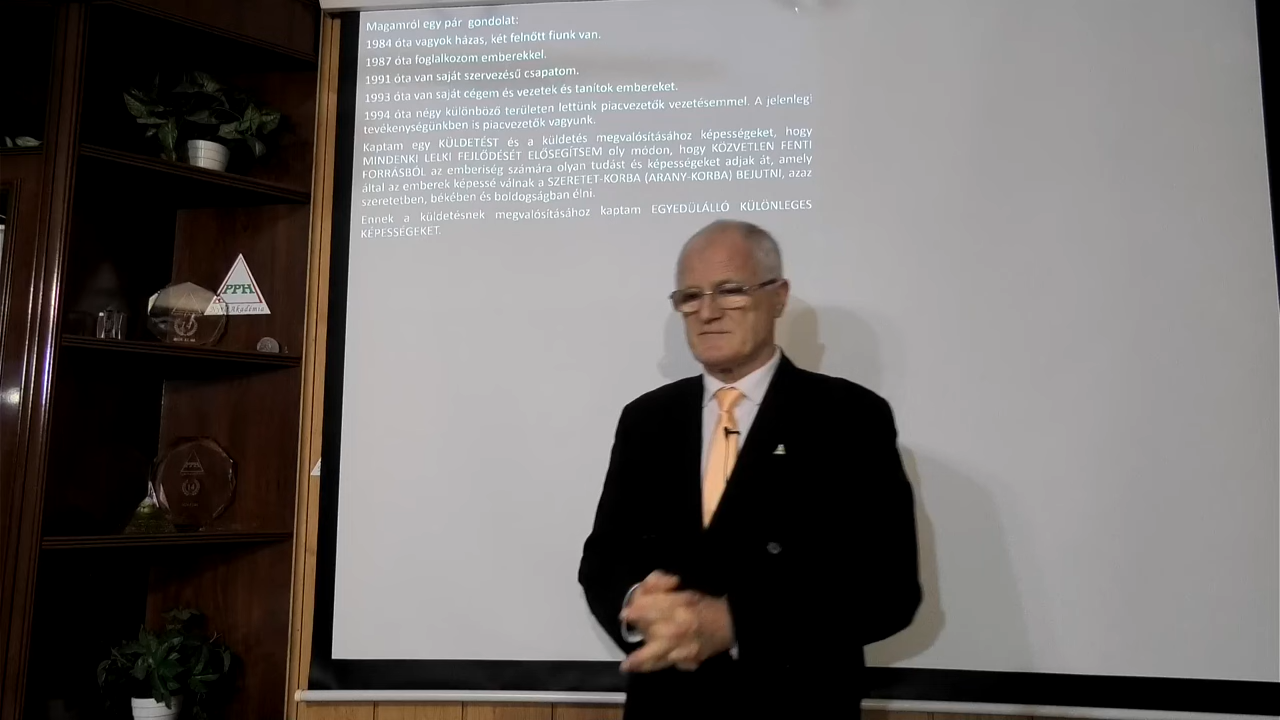 Magamról egy pár gondolat:
1984 óta vagyok házas, két felnőtt fiunk van.
1987 óta foglalkozom emberekkel.
1991 óta van saját szervezésű csapatom.
1993 óta van saját cégem és vezetek és tanítok embereket.
1994 óta négy különböző területen lettünk piacvezetők vezetésemmel. A jelenlegi
tevékenységünkben is piacvezetők vagyunk.
Kaptam egy KÜLDETÉST és a küldetés megvalósításához képességeket, hogy
MINDENKI LELKI FEJLŐDÉSÉT ELŐSEGÍTSEM oly módon, hogy KÖZVETLEN FENTI
FORRÁSBÓL az emberiség számára olyan tudást és képességeket adjak át, amely
által az emberek képessé válnak a SZERETET-KORBA (ARANY-KORBA) BEJUTNI, azaz
szeretetben, békében és boldogságban élni.
Ennek a küldetésnek megvalósításához kaptam EGYEDÜLÁLLÓ KÜLÖNLEGES
KÉPESSÉGEKET.
PPH
Akadémia